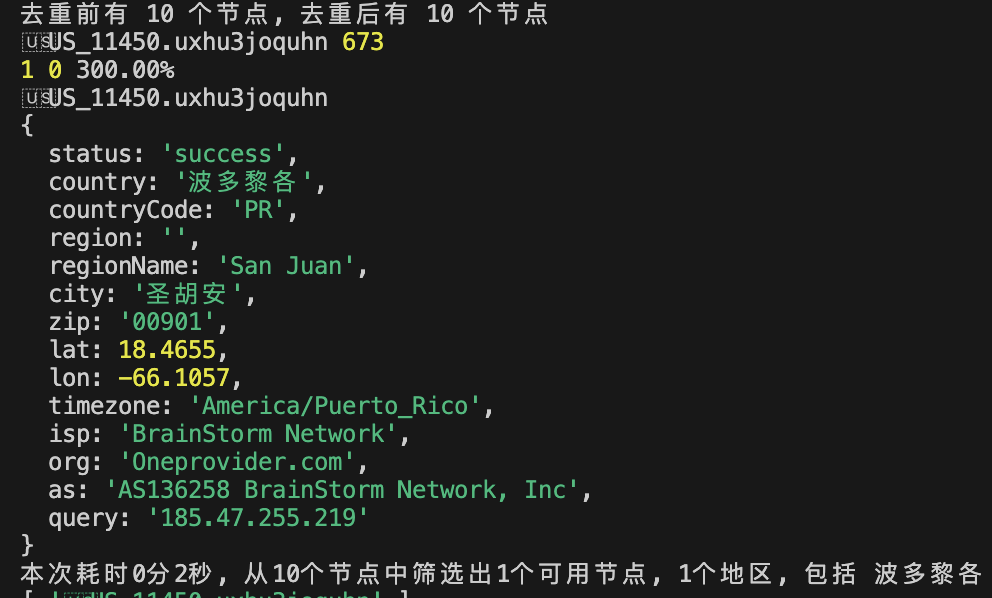 去重前有 10 个节点, 去重后有 10 个节点
🇺🇸US_11450.uxhu3joquhn 673
1 0 300.00%
🇺🇸US_11450.uxhu3joquhn
{
  status: 'success',
  country: '波多黎各',
  countryCode: 'PR',
  region: '',
  regionName: 'San Juan',
  city: '圣胡安',
  zip: '00901',
  lat: 18.4655,
  lon: -66.1057,
  timezone: 'America/Puerto_Rico',
  isp: 'BrainStorm Network',
  org: 'Oneprovider.com',
  as: 'AS136258 BrainStorm Network, Inc',
  query: '185.47.255.219'
}
本次耗时0分2秒, 从10个节点中筛选出1个可用节点, 1个地区, 包括 波多黎各
[ '🇺🇸US_11450.uxhu3joquhn' ]